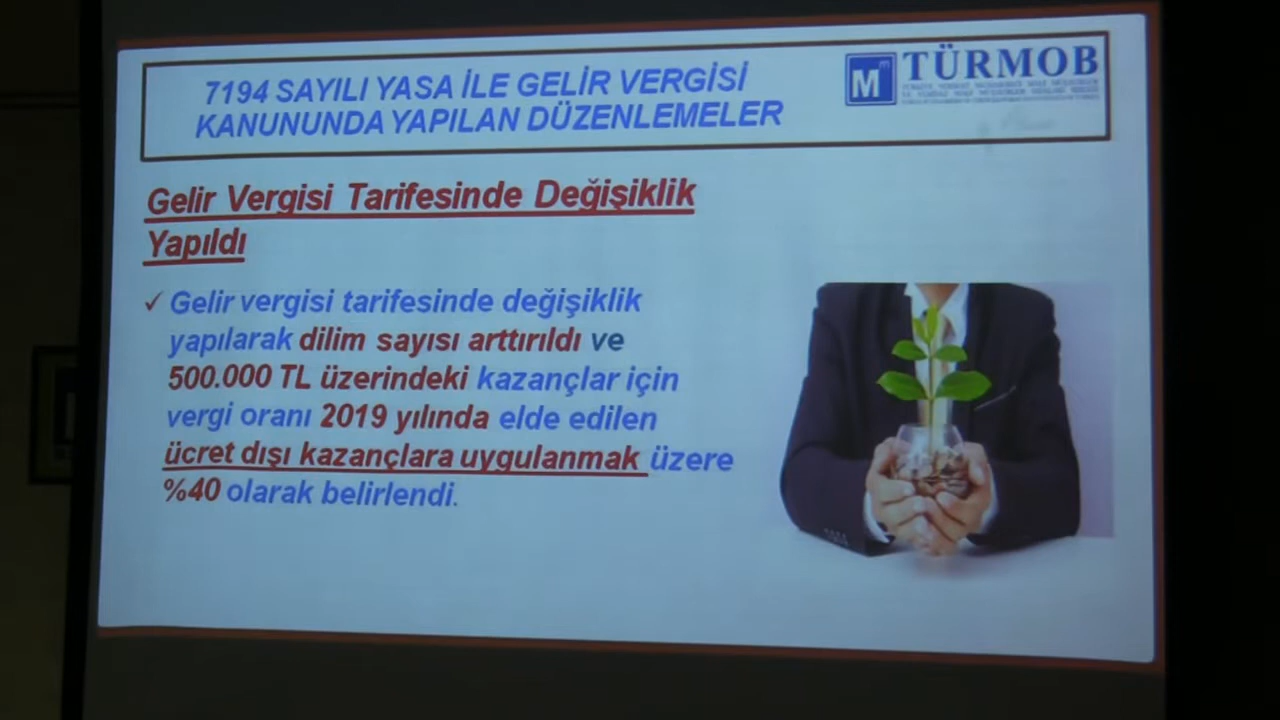 7194 SAYILI YASA İLE GELİR VERGİSİ
KANUNUNDA YAPILAN DÜZENLEMELER
TÜRMOB
Gelir Vergisi Tarifesinde Değişiklik
Yapıldı
✓ Gelir vergisi tarifesinde değişiklik
yapılarak dilim sayısı arttırıldı ve
500.000 TL üzerindeki kazançlar için
vergi oranı 2019 yılında elde edilen
ücret dışı kazançlara uygulanmak üzere
%40 olarak belirlendi.